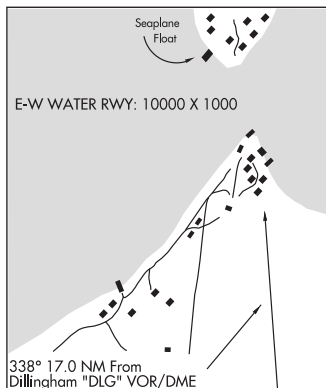 Seaplane
Float
E-W WATER RWY: 10000 X 1000
338° 17.0 NM From
Dillingham "DLG" VOR/DME